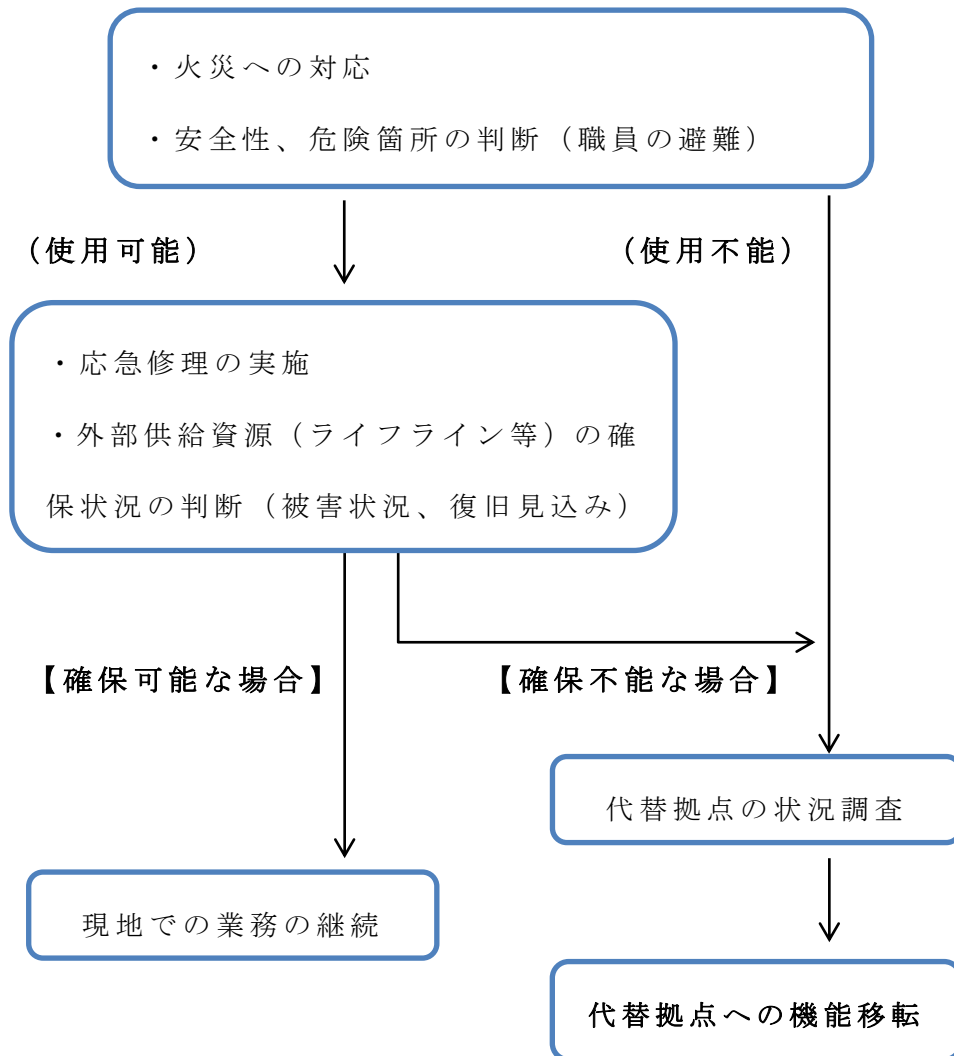 ・火災への対応
・安全性、危険箇所の判断（職員の避難）
（使用可能）
（使用不能）
・応急修理の実施
・外部供給資源（ライフライン等）の確
保状況の判断（被害状況、復旧見込み）
【確保可能な場合】
【確保不能な場合】
代替拠点の状況調査
現地での業務の継続
代替拠点への機能移転